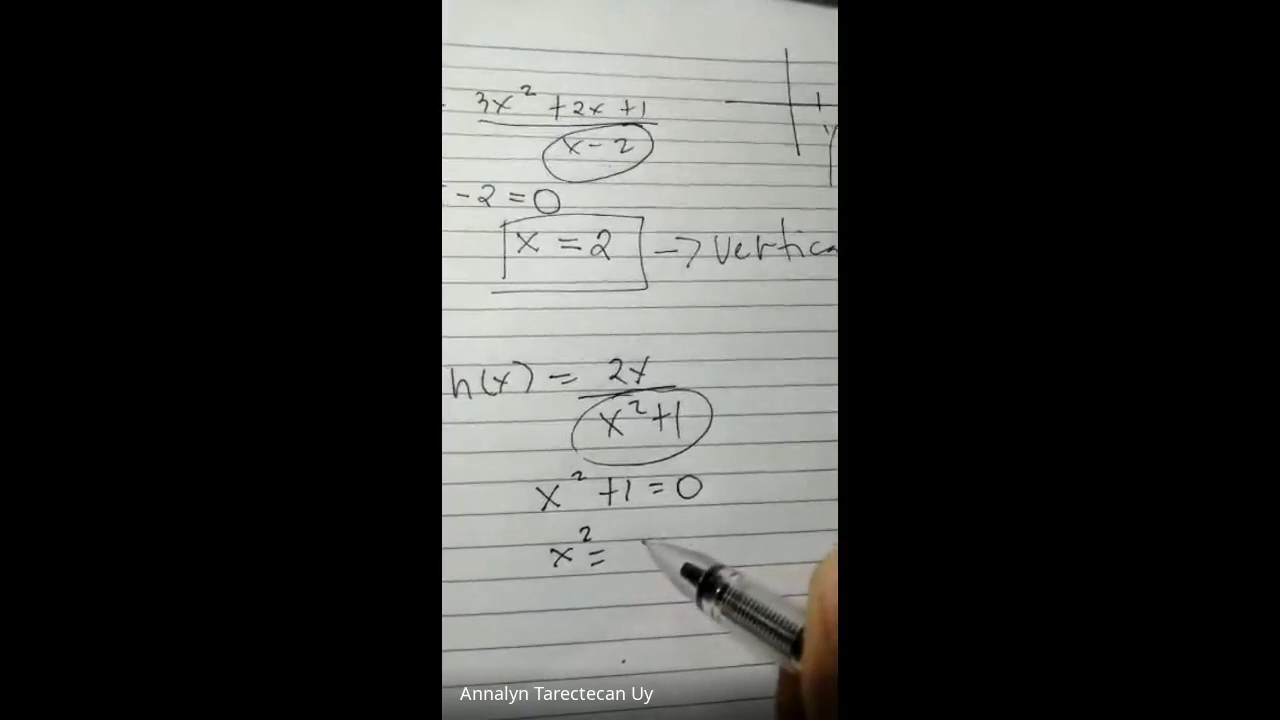 3x² + 2x + 1
x - 2
- 2 = 0
x = 2 → vertica
h(x) = 2x
x² + 1
x² + 1 = 0
x² =
Annalyn Tarectecan Uy